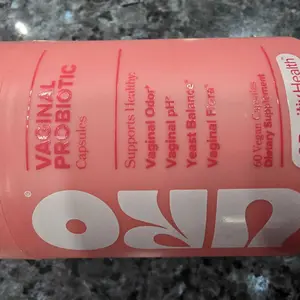 URO
®
VAGINAL
PROBIOTIC
Capsules
Supports Healthy:
Vaginal Odor*
Vaginal pH*
Yeast Balance*
Vaginal Flora*
60 Vegan Capsules
Dietary Supplement
Health